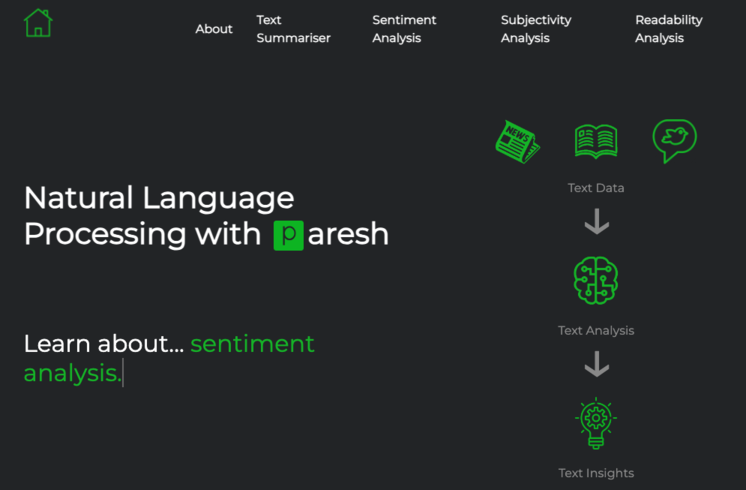 About
Text
Summariser
Sentiment
Analysis
Subjectivity
Analysis
Readability
Analysis
NEWS
Natural Language
Processing with paresh
Learn about... sentiment
analysis.
Text Data
Text Analysis
Text Insights